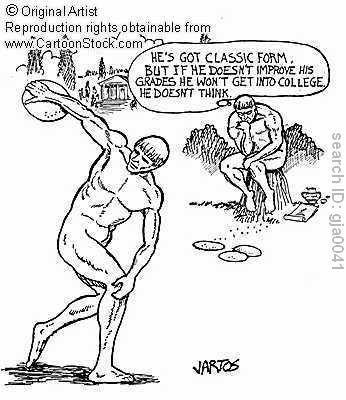 © Original Artist
Reproduction rights obtainable from
www.CartoonStock.com
HE'S GOT CLASSIC FORM,
BUT IF HE DOESN'T IMPROVE HIS
GRADES HE WON'T GET INTO COLLEGE.
HE DOESN'T THINK.
search ID: gja0041
JARTOS